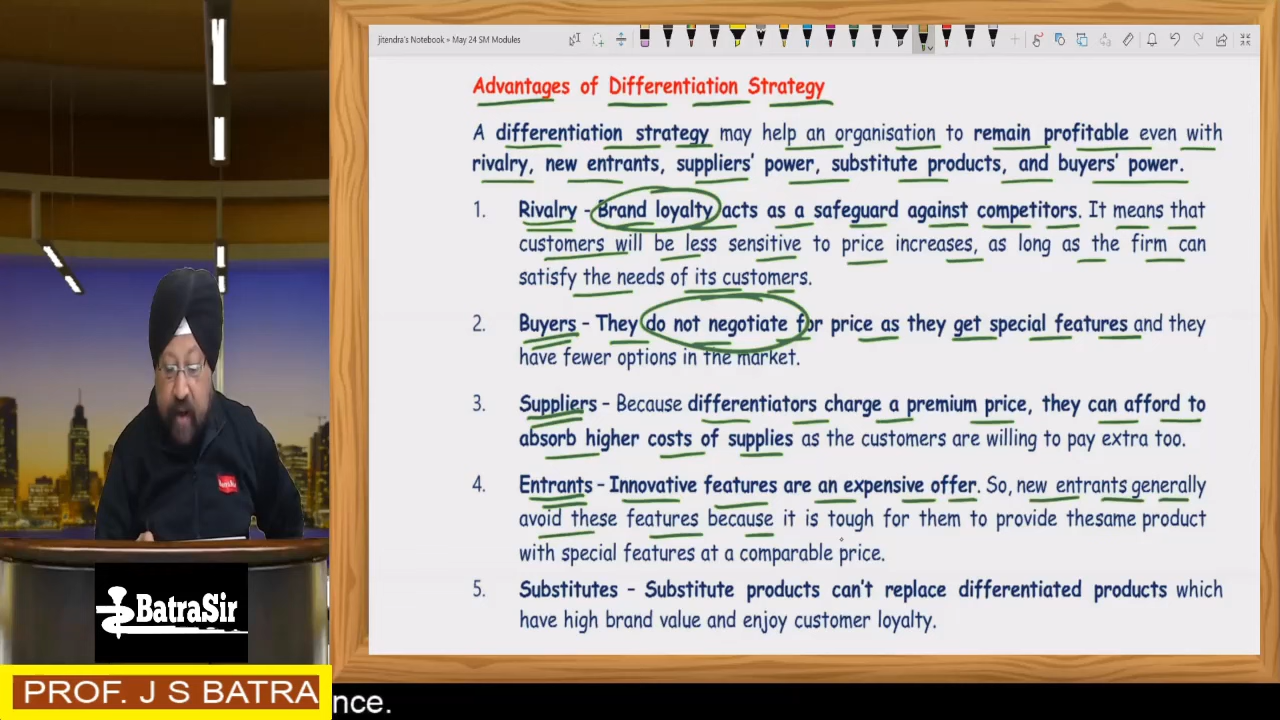 jitendra's Notebook » May 24 SM Modules
Advantages of Differentiation Strategy
A differentiation strategy may help an organisation to remain profitable even with
rivalry, new entrants, suppliers' power, substitute products, and buyers' power.
1. Rivalry - Brand loyalty acts as a safeguard against competitors. It means that
customers will be less sensitive to price increases, as long as the firm can
satisfy the needs of its customers.
2. Buyers - They do not negotiate for price as they get special features and they
have fewer options in the market.
3. Suppliers - Because differentiators charge a premium price, they can afford to
absorb higher costs of supplies as the customers are willing to pay extra too.
4. Entrants - Innovative features are an expensive offer. So, new entrants generally
avoid these features because it is tough for them to provide thesame product
with special features at a comparable price.
5. Substitutes - Substitute products can't replace differentiated products which
have high brand value and enjoy customer loyalty.
BatraSir
PROF. J S BATRA
nce.